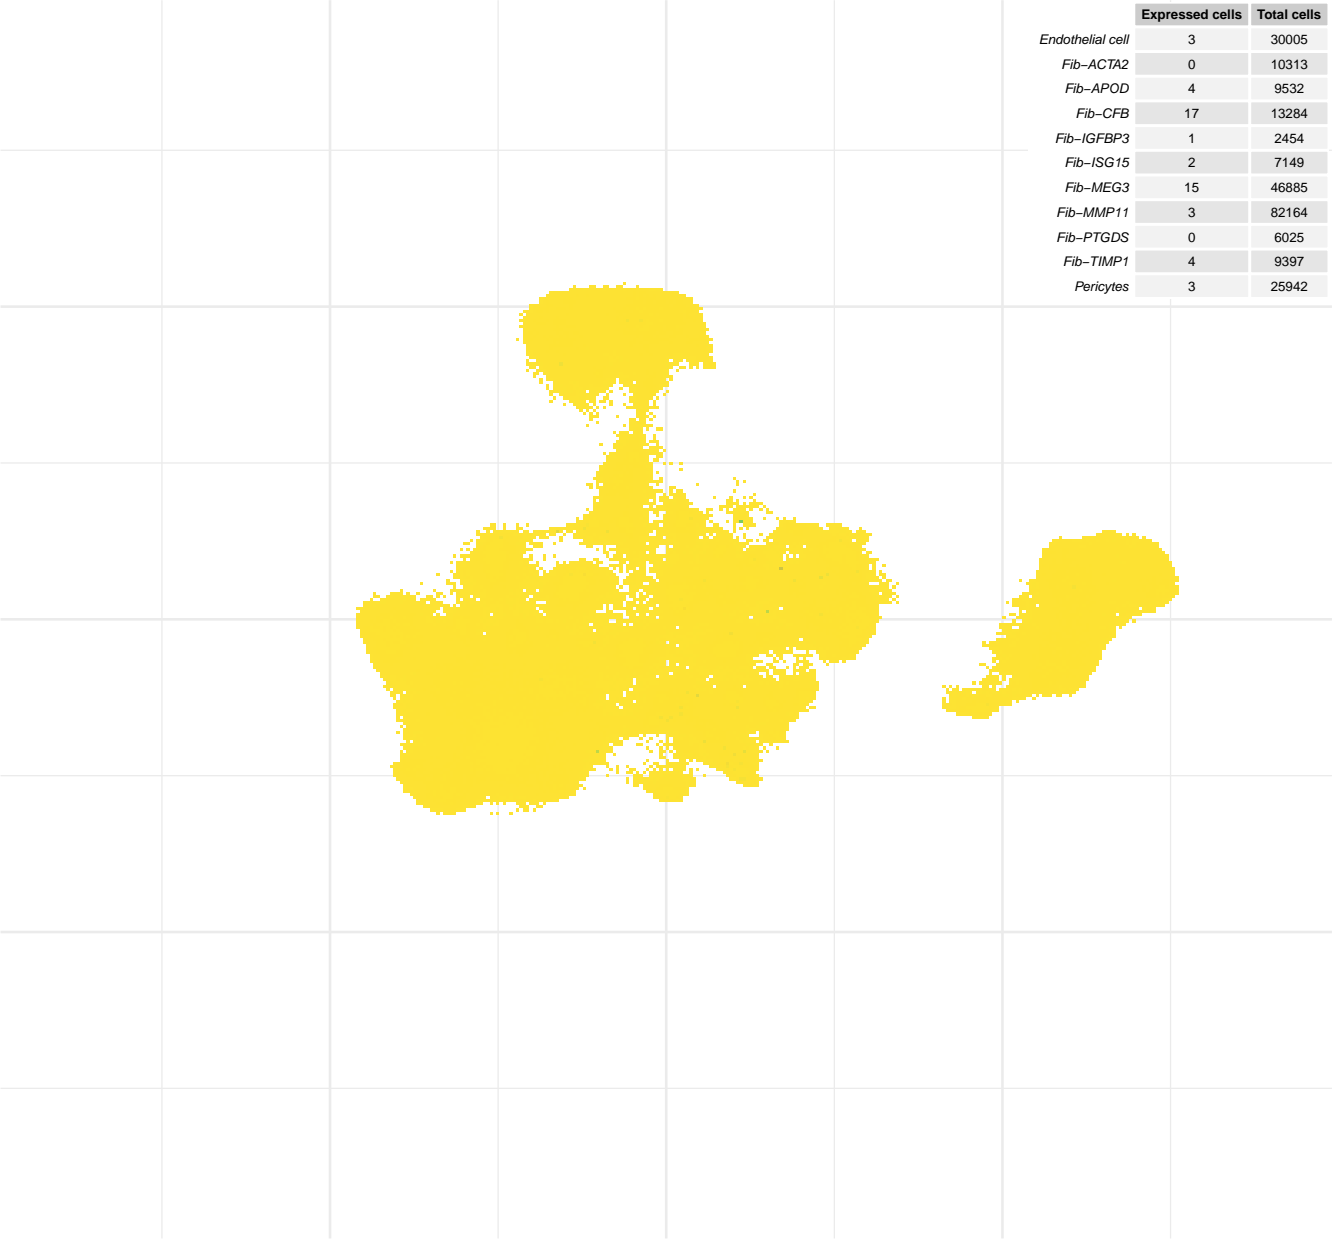 Expressed cells Total cells
Endothelial cell 3 30005
Fib−ACTA2 0 10313
Fib−APOD 4 9532
Fib−CFB 17 13284
Fib−IGFBP3 1 2454
Fib−ISG15 2 7149
Fib−MEG3 15 46885
Fib−MMP11 3 82164
Fib−PTGDS 0 6025
Fib−TIMP1 4 9397
Pericytes 3 25942